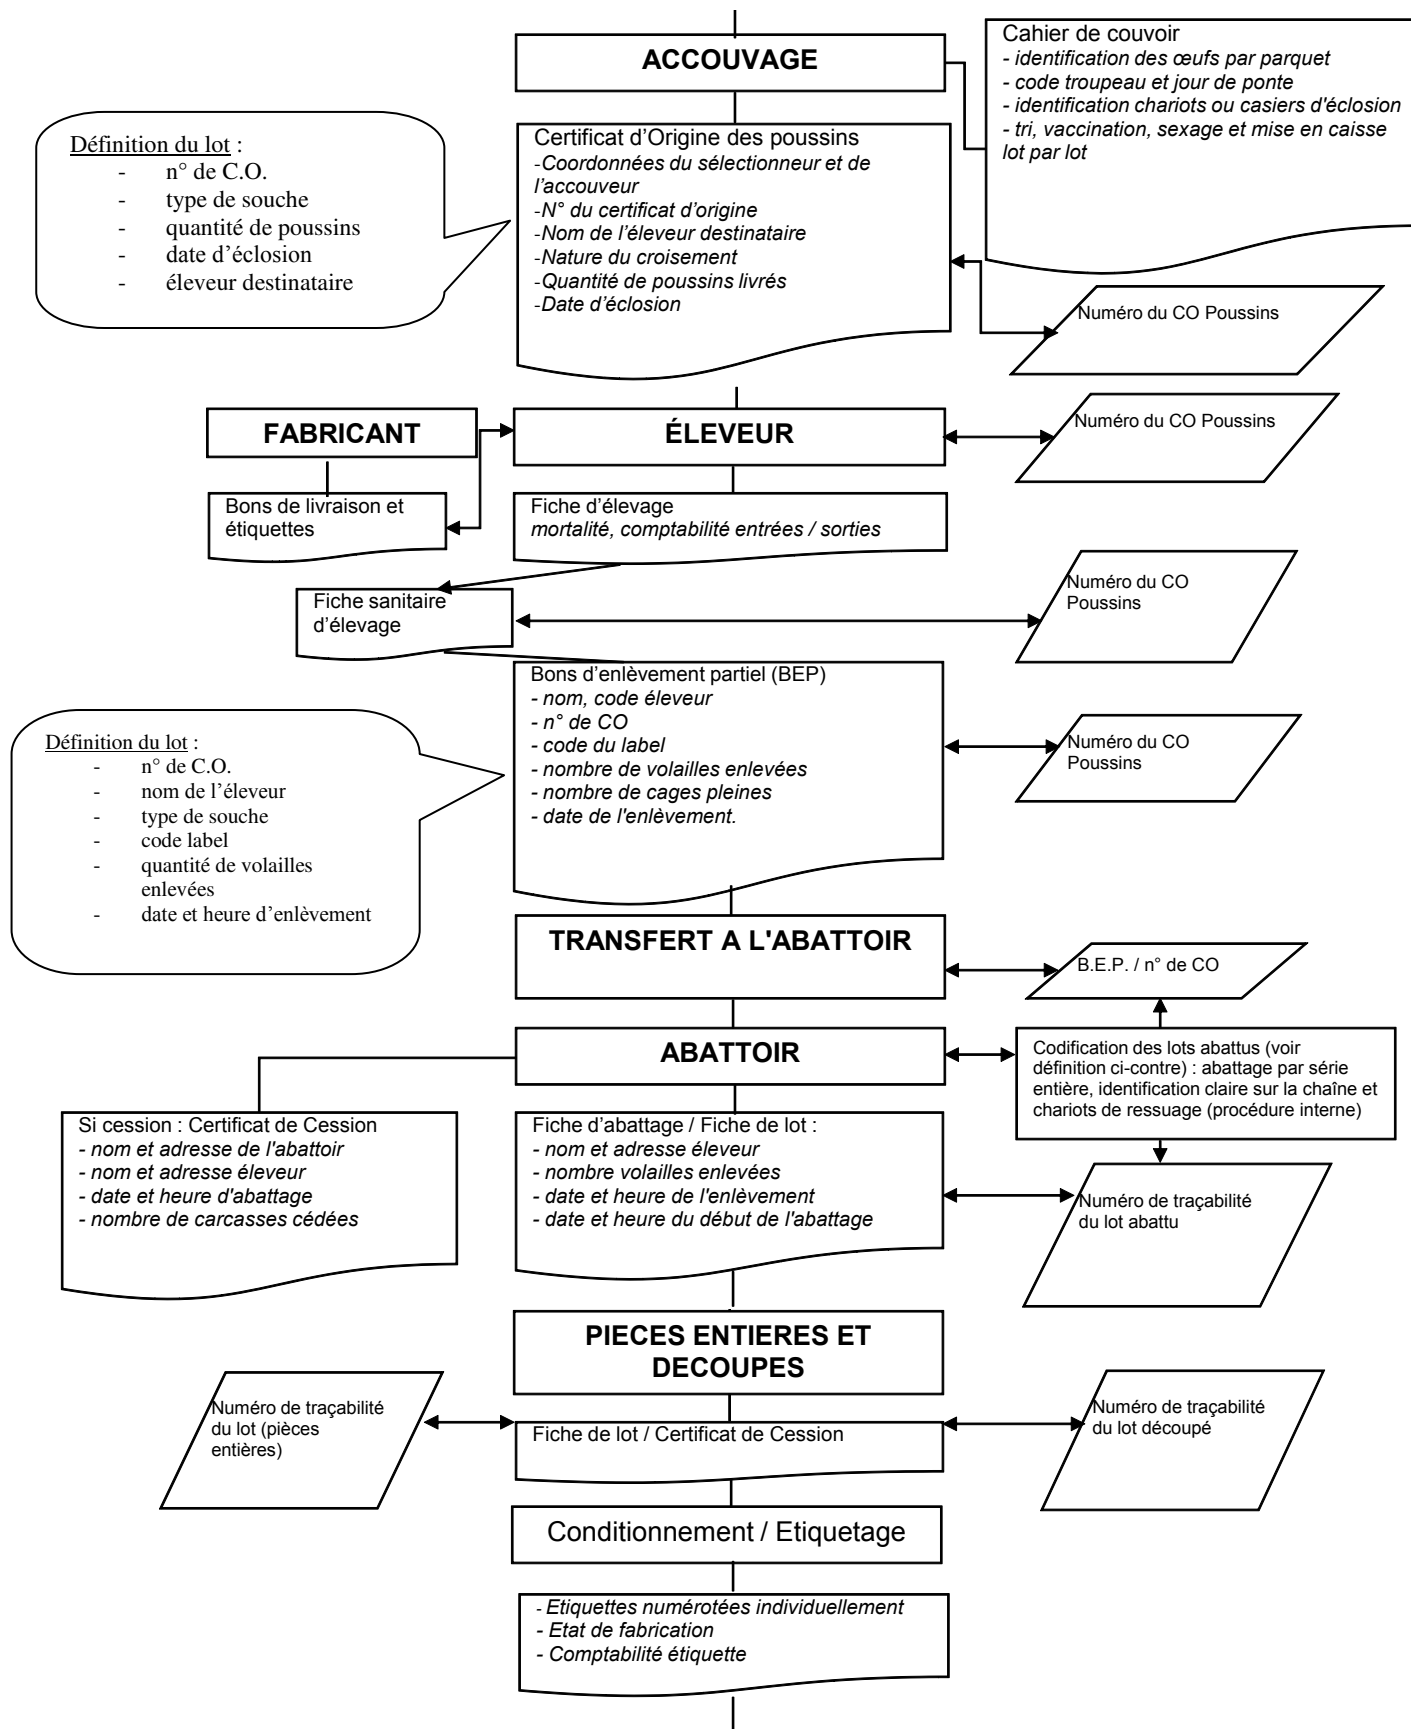 ACCOUVAGE
Cahier de couvoir
- identification des œufs par parquet
- code troupeau et jour de ponte
- identification chariots ou casiers d'éclosion
- tri, vaccination, sexage et mise en caisse
lot par lot
Définition du lot :
- n° de C.O.
- type de souche
- quantité de poussins
- date d'éclosion
- éleveur destinataire
Certificat d'Origine des poussins
-Coordonnées du sélectionneur et de
l'accouveur
-N° du certificat d'origine
-Nom de l'éleveur destinataire
-Nature du croisement
-Quantité de poussins livrés
-Date d'éclosion
Numéro du CO Poussins
FABRICANT
ÉLEVEUR
Numéro du CO Poussins
Bons de livraison et
étiquettes
Fiche d'élevage
mortalité, comptabilité entrées / sorties
Fiche sanitaire
d'élevage
Numéro du CO
Poussins
Bons d'enlèvement partiel (BEP)
- nom, code éleveur
- n° de CO
- code du label
- nombre de volailles enlevées
- nombre de cages pleines
- date de l'enlèvement.
Numéro du CO
Poussins
Définition du lot :
- n° de C.O.
- nom de l'éleveur
- type de souche
- code label
- quantité de volailles
enlevées
- date et heure d'enlèvement
TRANSFERT A L'ABATTOIR
B.E.P. / n° de CO
ABATTOIR
Codification des lots abattus (voir
définition ci-contre) : abattage par série
entière, identification claire sur la chaîne et
chariots de ressuage (procédure interne)
Si cession : Certificat de Cession
- nom et adresse de l'abattoir
- nom et adresse éleveur
- date et heure d'abattage
- nombre de carcasses cédées
Fiche d'abattage / Fiche de lot :
- nom et adresse éleveur
- nombre volailles enlevées
- date et heure de l'enlèvement
- date et heure du début de l'abattage
Numéro de traçabilité
du lot abattu
PIECES ENTIERES ET
DECOUPES
Numéro de traçabilité
du lot (pièces
entières)
Fiche de lot / Certificat de Cession
Numéro de traçabilité
du lot découpé
Conditionnement / Etiquetage
- Etiquettes numérotées individuellement
- Etat de fabrication
- Comptabilité étiquette